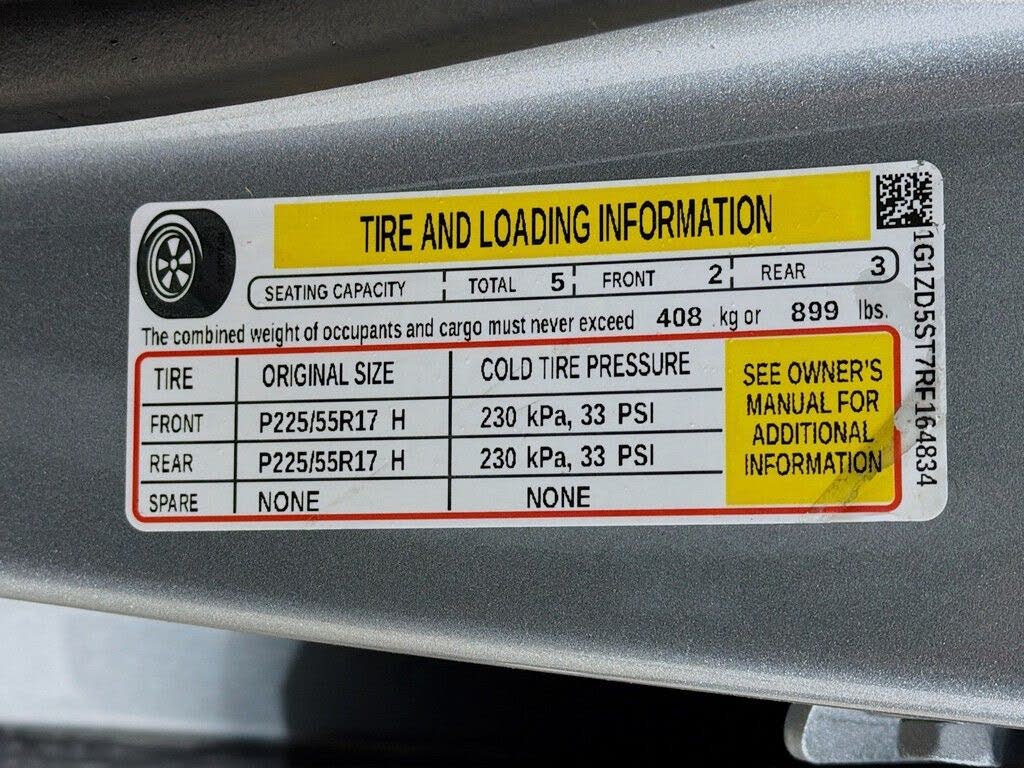 TIRE AND LOADING INFORMATION
SEATING CAPACITY TOTAL 5 FRONT 2 REAR 3
The combined weight of occupants and cargo must never exceed 408 kg or 899 lbs.
TIRE ORIGINAL SIZE COLD TIRE PRESSURE
FRONT P225/55R17 H 230 kPa, 33 PSI
REAR P225/55R17 H 230 kPa, 33 PSI
SPARE NONE NONE
SEE OWNER'S
MANUAL FOR
ADDITIONAL
INFORMATION
1G1ZD5ST7RF164834